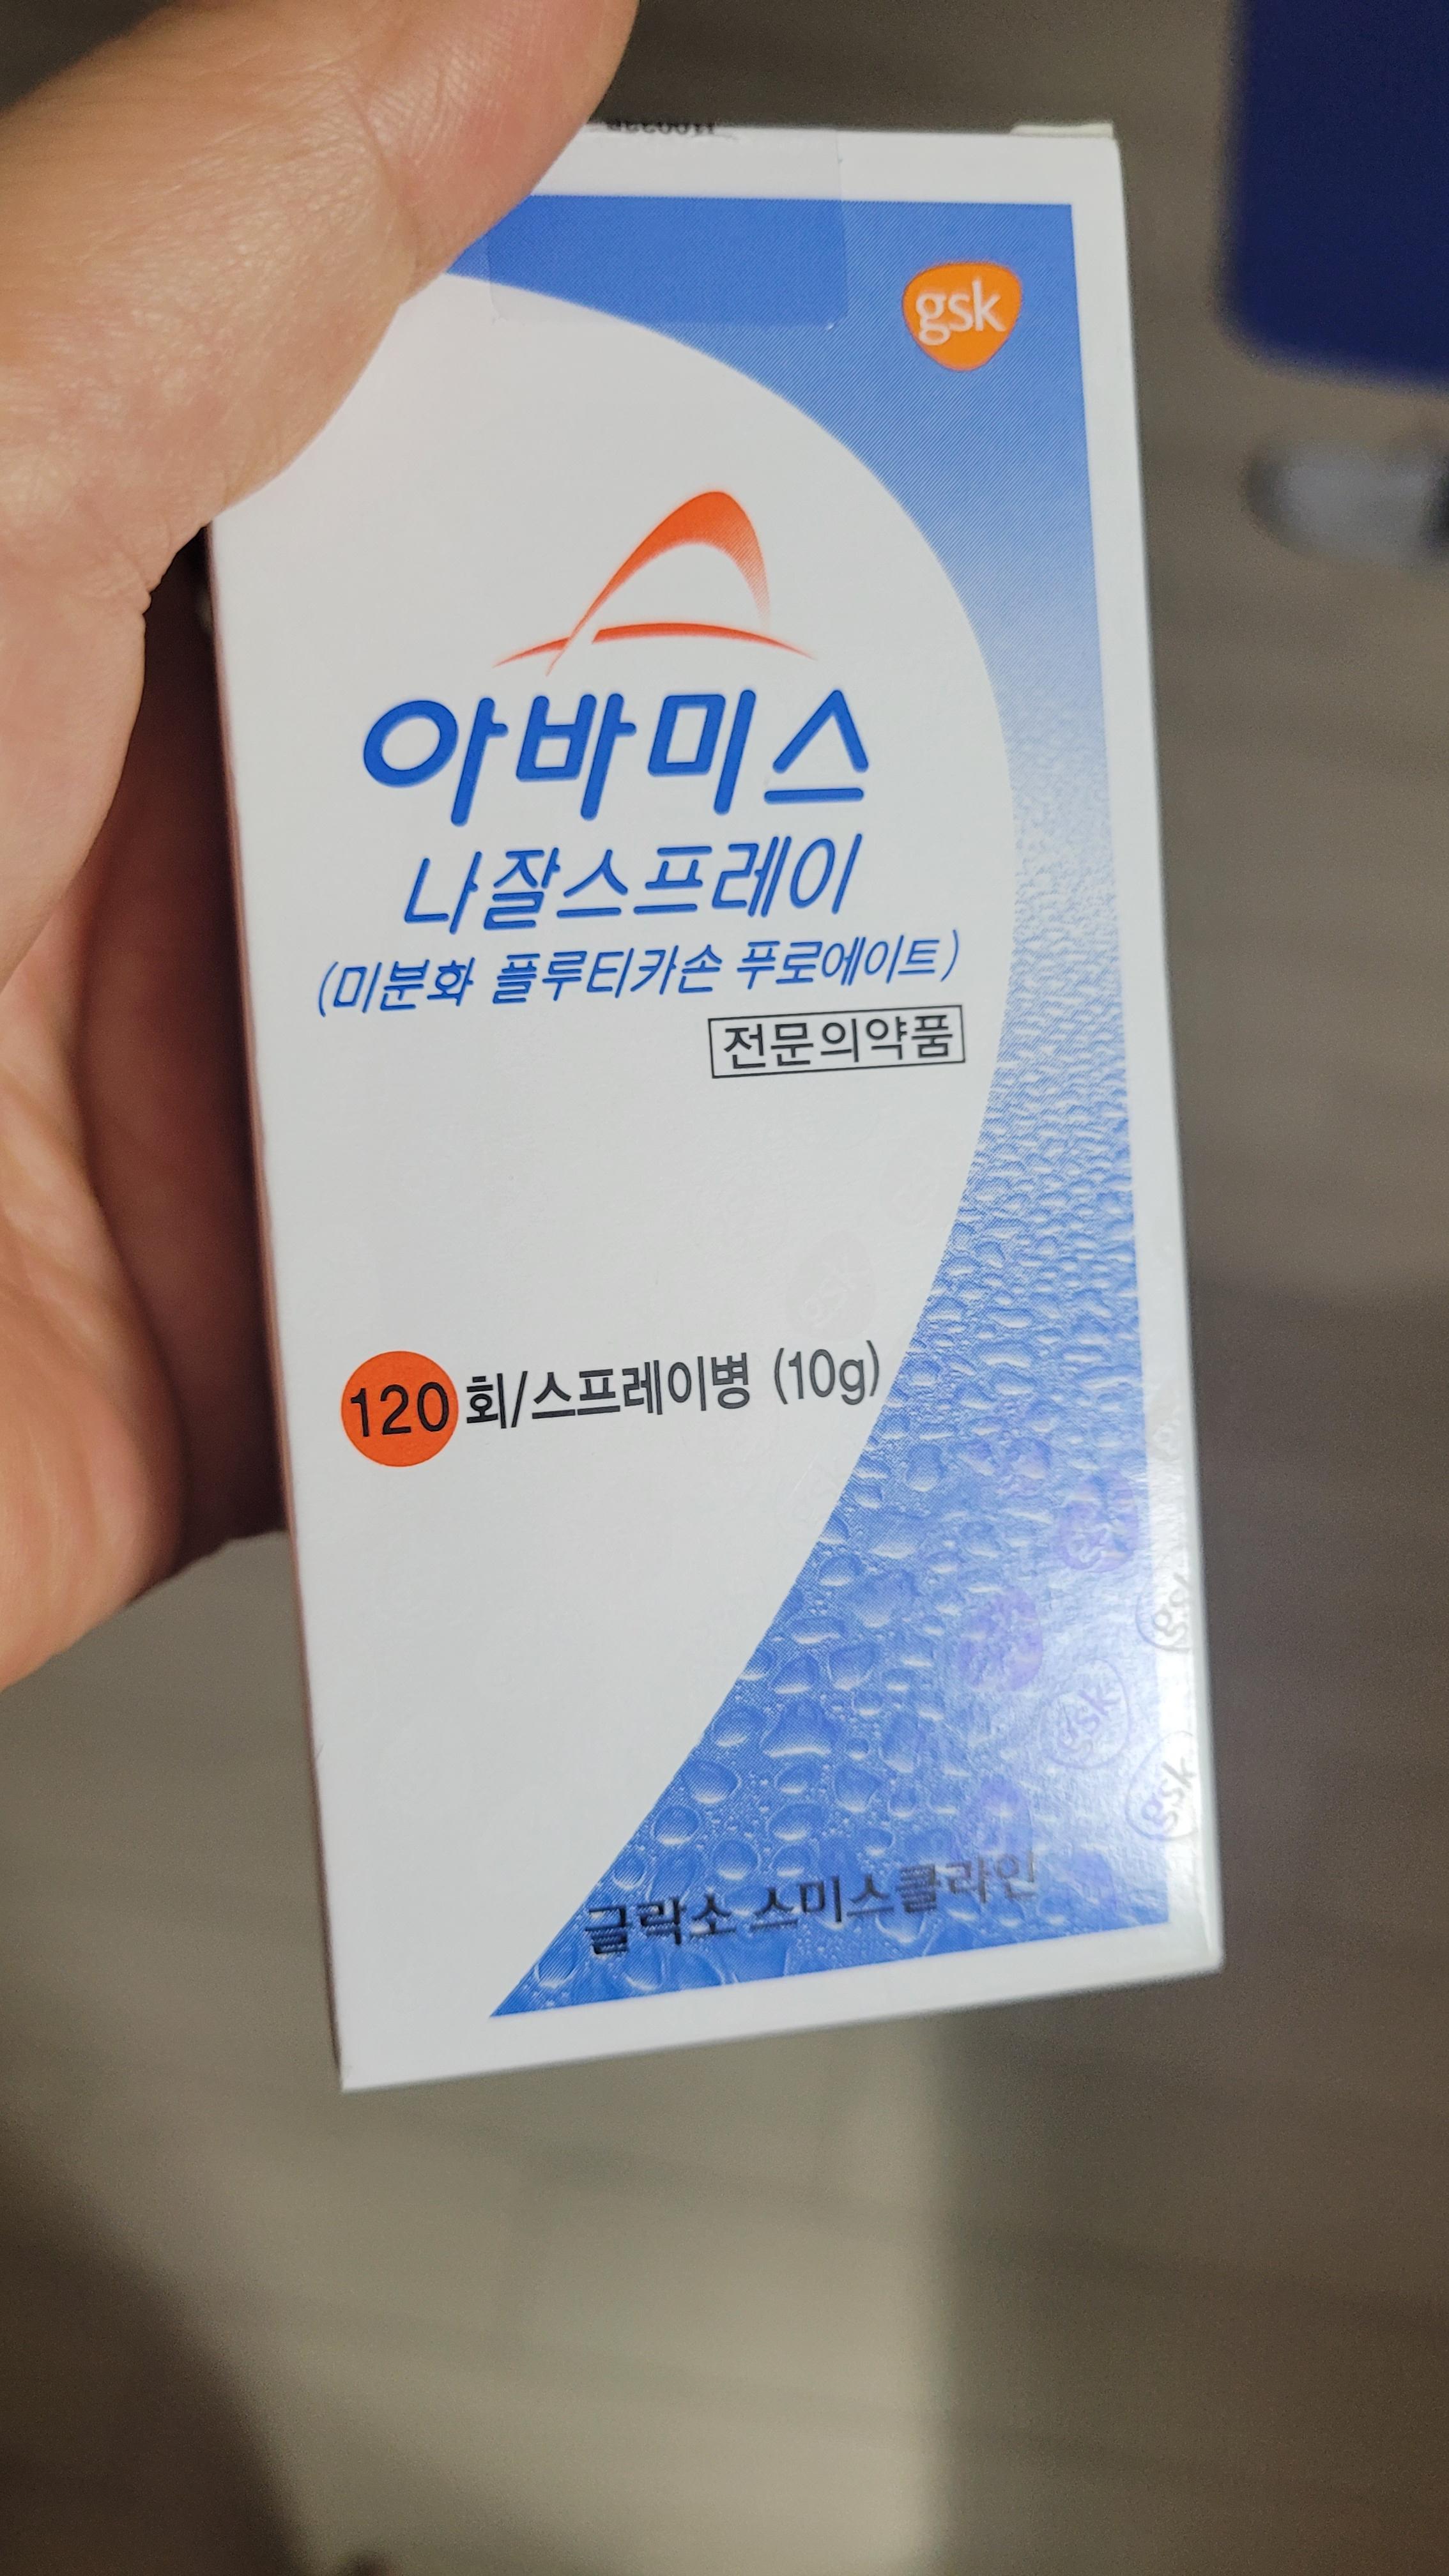 gsk
아바미스
나잘스프레이
(미분화 플루티카손 푸로에이트)
전문의약품
120회/스프레이병 (10g)
gsk
gsk
글락소 스미스클라인